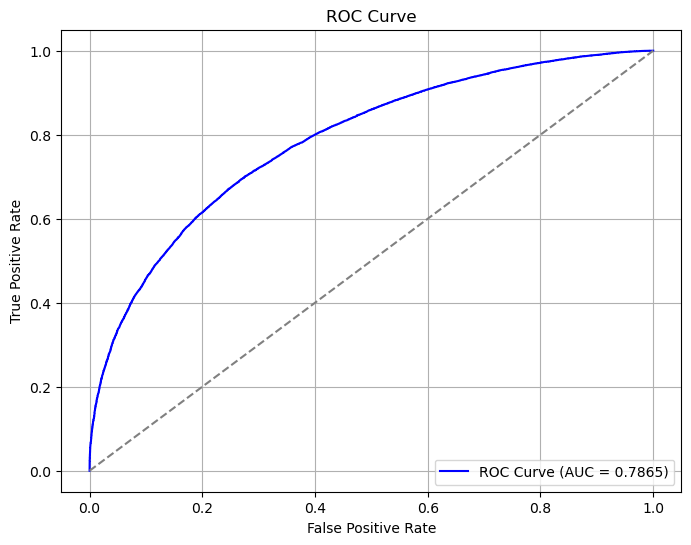 ROC Curve
True Positive Rate
1.0
0.8
0.6
0.4
0.2
0.0
ROC Curve (AUC = 0.7865)
0.0 0.2 0.4 0.6 0.8 1.0
False Positive Rate